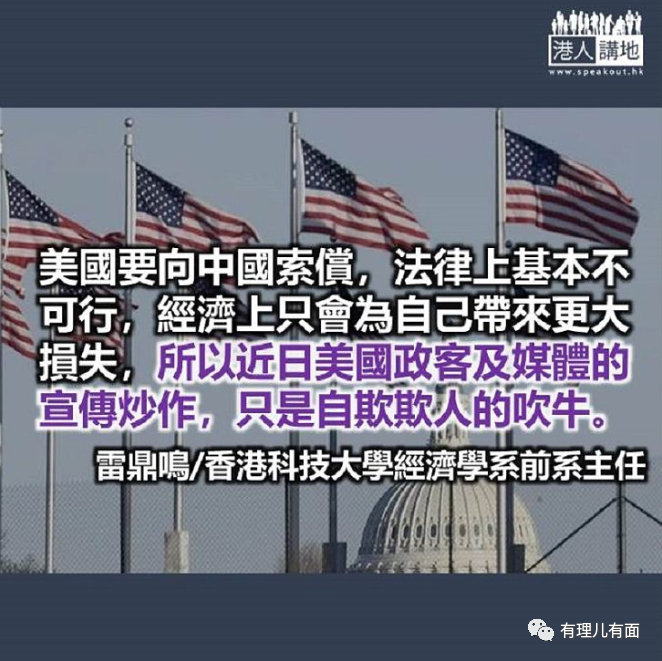 港人講地
www.speakout.hk
美國要向中國索償，法律上基本不
可行，經濟上只會為自己帶來更大
損失，所以近日美國政客及媒體的
宣傳炒作，只是自欺欺人的吹牛。
雷鼎鳴/香港科技大學經濟學系前系主任
有理儿有面